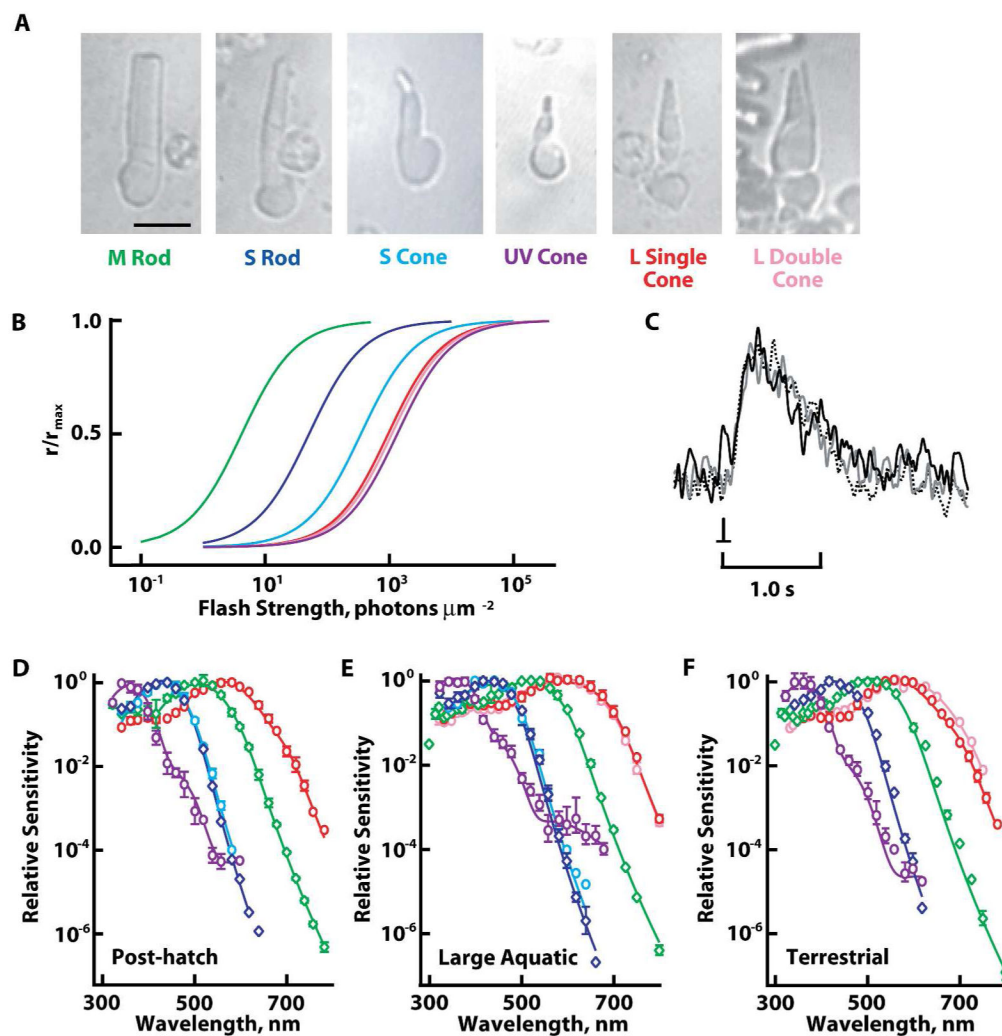 A
M Rod
S Rod
S Cone
UV Cone
L Single
Cone
L Double
Cone
B
r/rmax
1.0
0.5
0.0
10-1
101
103
105
Flash Strength, photons μm -2
C
1.0 s
D
Relative Sensitivity
100
10-2
10-4
10-6
Post-hatch
300
500
700
Wavelength, nm
E
Relative Sensitivity
100
10-2
10-4
10-6
Large Aquatic
300
500
700
Wavelength, nm
F
Relative Sensitivity
100
10-2
10-4
10-6
Terrestrial
300
500
700
Wavelength, nm